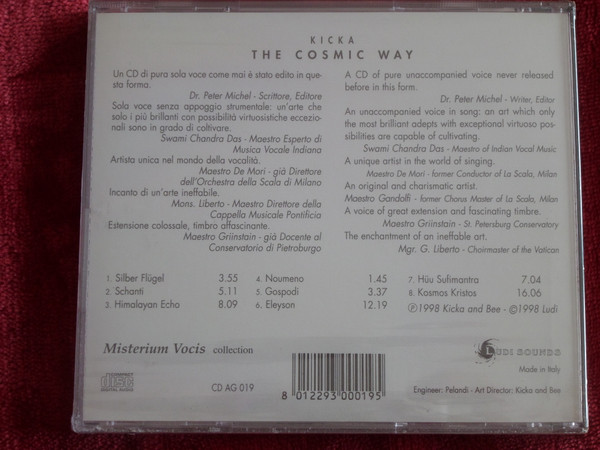 KICKA
THE COSMIC WAY
Un CD di pura sola voce come mai è stato edito in que-
sta forma.
Dr. Peter Michel - Scrittore, Editore
Sola voce senza appoggio strumentale: un'arte che
solo i più brillanti con possibilità virtuosistiche eccezio-
nali sono in grado di coltivare.
Swami Chandra Das - Maestro Esperto di
Musica Vocale Indiana
Artista unica nel mondo della vocalità.
Maestro De Mori - già Direttore
dell'Orchestra della Scala di Milano
Incanto di un'arte ineffobile.
Mons. Liberto - Maestro Direttore della
Cappella Musicale Pontificia
Estensione colossale, timbro affascinante.
Maestro Griinstain - già Docente al
Conservatorio di Pietroburgo
A CD of pure unaccompanied voice never released
before in this form.
Dr. Peter Michel - Writer, Editor
An unaccompanied voice in song: an art which only
the most brilliant adepts with exceptional virtuoso pos-
sibilities are capable of cultivating.
Swami Chandra Das - Maestro of Indian Vocal Music
A unique artist in the world of singing.
Maestro De Mori - former Conductor of La Scala, Milan
An original and charismatic artist.
Maestro Gandolfi - former Chorus Master of La Scala, Milan
A voice of great extension and fascinating timbre.
Maestro Griinstain - St. Petersburg Conservatory
The enchantment of an ineffable art.
Mgr. G. Liberto - Choirmaster of the Vatican
1. Silber Flügel 3.55
2. Schanti 5.11
3. Himalayan Echo 8.09
4. Noumeno 1.45
5. Gospodi 3.37
6. Eleyson 12.19
7. Hüu Sufimantra 7.04
8. Kosmos Kristos 16.06
℗1998 Kicka and Bee - ©1998 Ludi
Misterium Vocis collection
COMPACT
disc
DIGITAL AUDIO
CD AG 019
8 012293 000195
LUDI SOUNDS
Made in Italy
Engineer: Pelandi - Art Director: Kicka and Bee